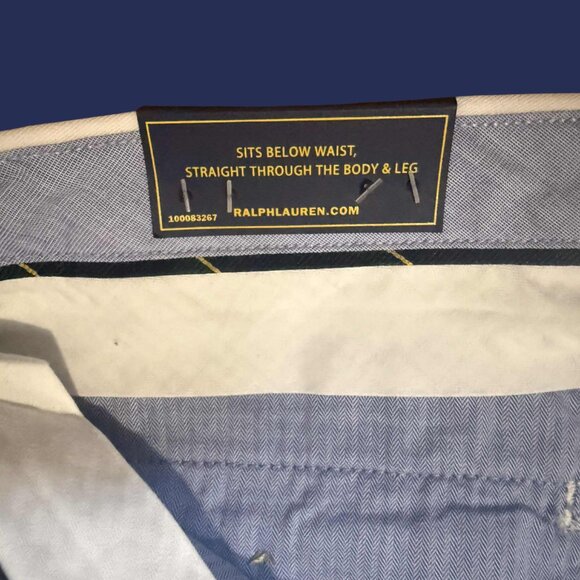 SITS BELOW WAIST,
STRAIGHT THROUGH THE BODY & LEG
100083267 RALPHLAUREN.COM